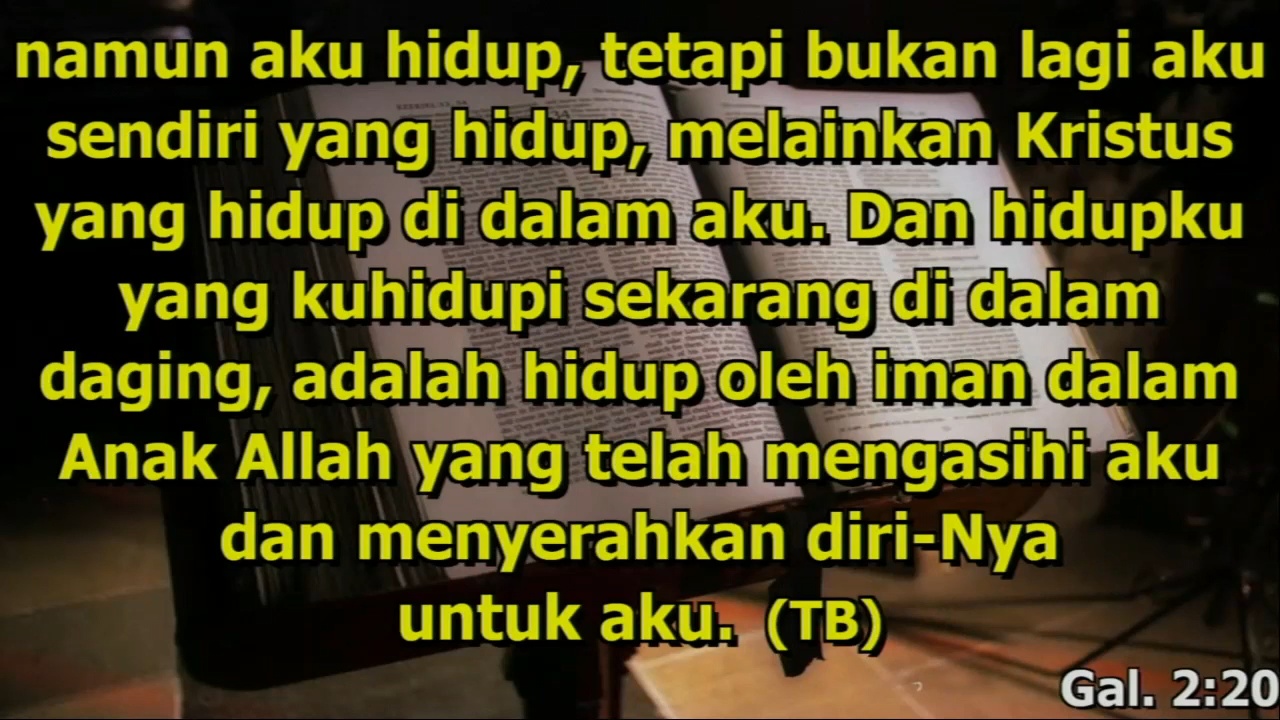 namun aku hidup, tetapi bukan lagi aku
sendiri yang hidup, melainkan Kristus
yang hidup di dalam aku. Dan hidupku
yang kuhidupi sekarang di dalam
daging, adalah hidup oleh iman dalam
Anak Allah yang telah mengasihi aku
dan menyerahkan diri-Nya
untuk aku. (TB)
Gal. 2:20